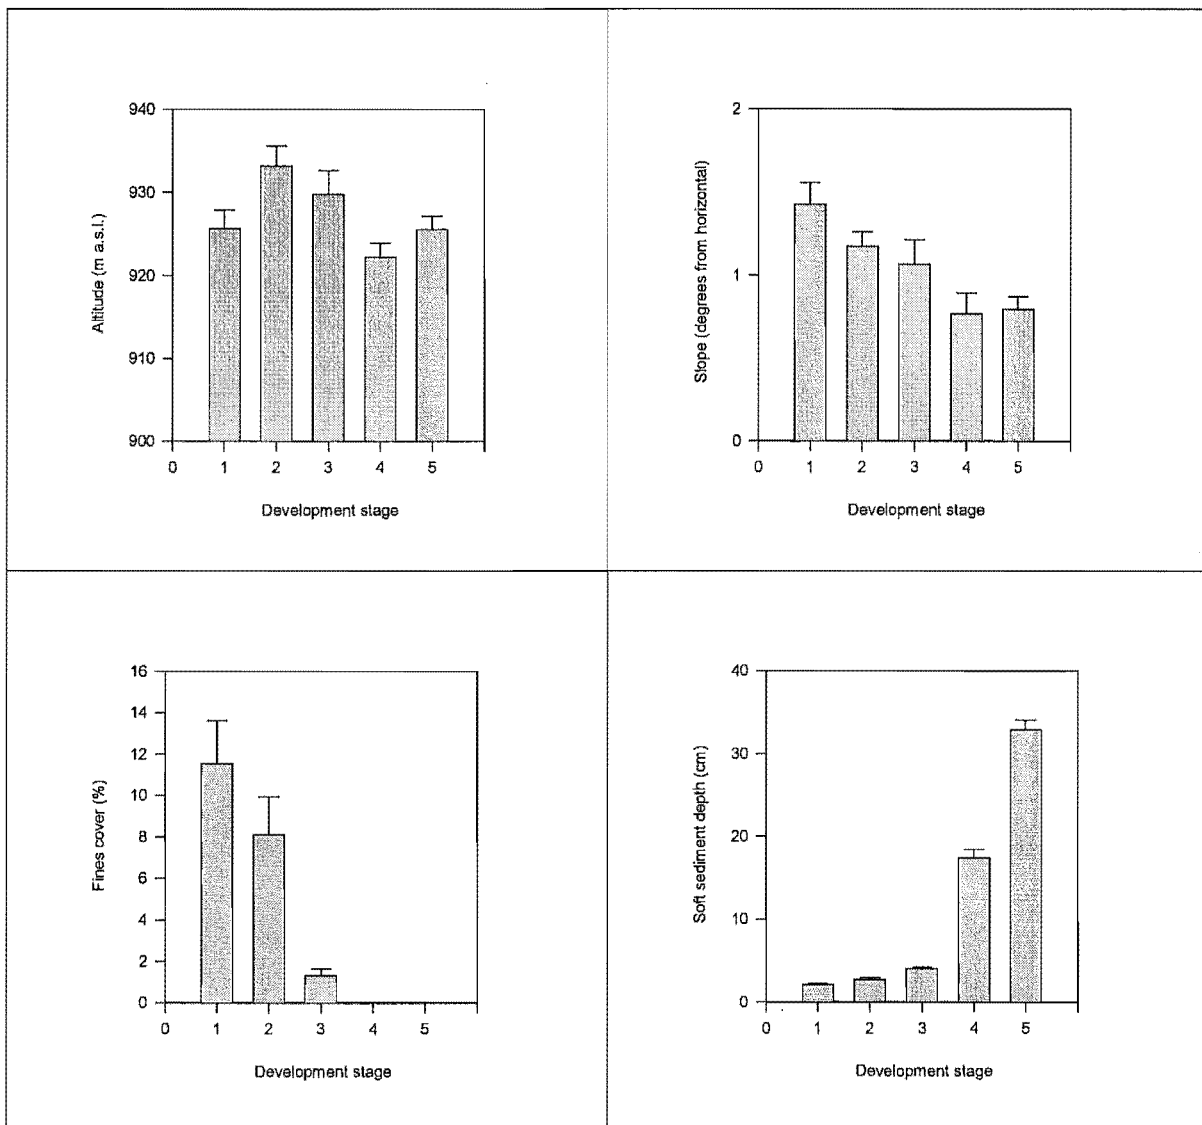 940
930
920
910
900
Altitude (m a.s.l.)
0 1 2 3 4 5
Development stage
2
1
0
Slope (degrees from horizontal)
0 1 2 3 4 5
Development stage
16
14
12
10
8
6
4
2
0
Fines cover (%)
0 1 2 3 4 5
Development stage
40
30
20
10
0
Soft sediment depth (cm)
0 1 2 3 4 5
Development stage